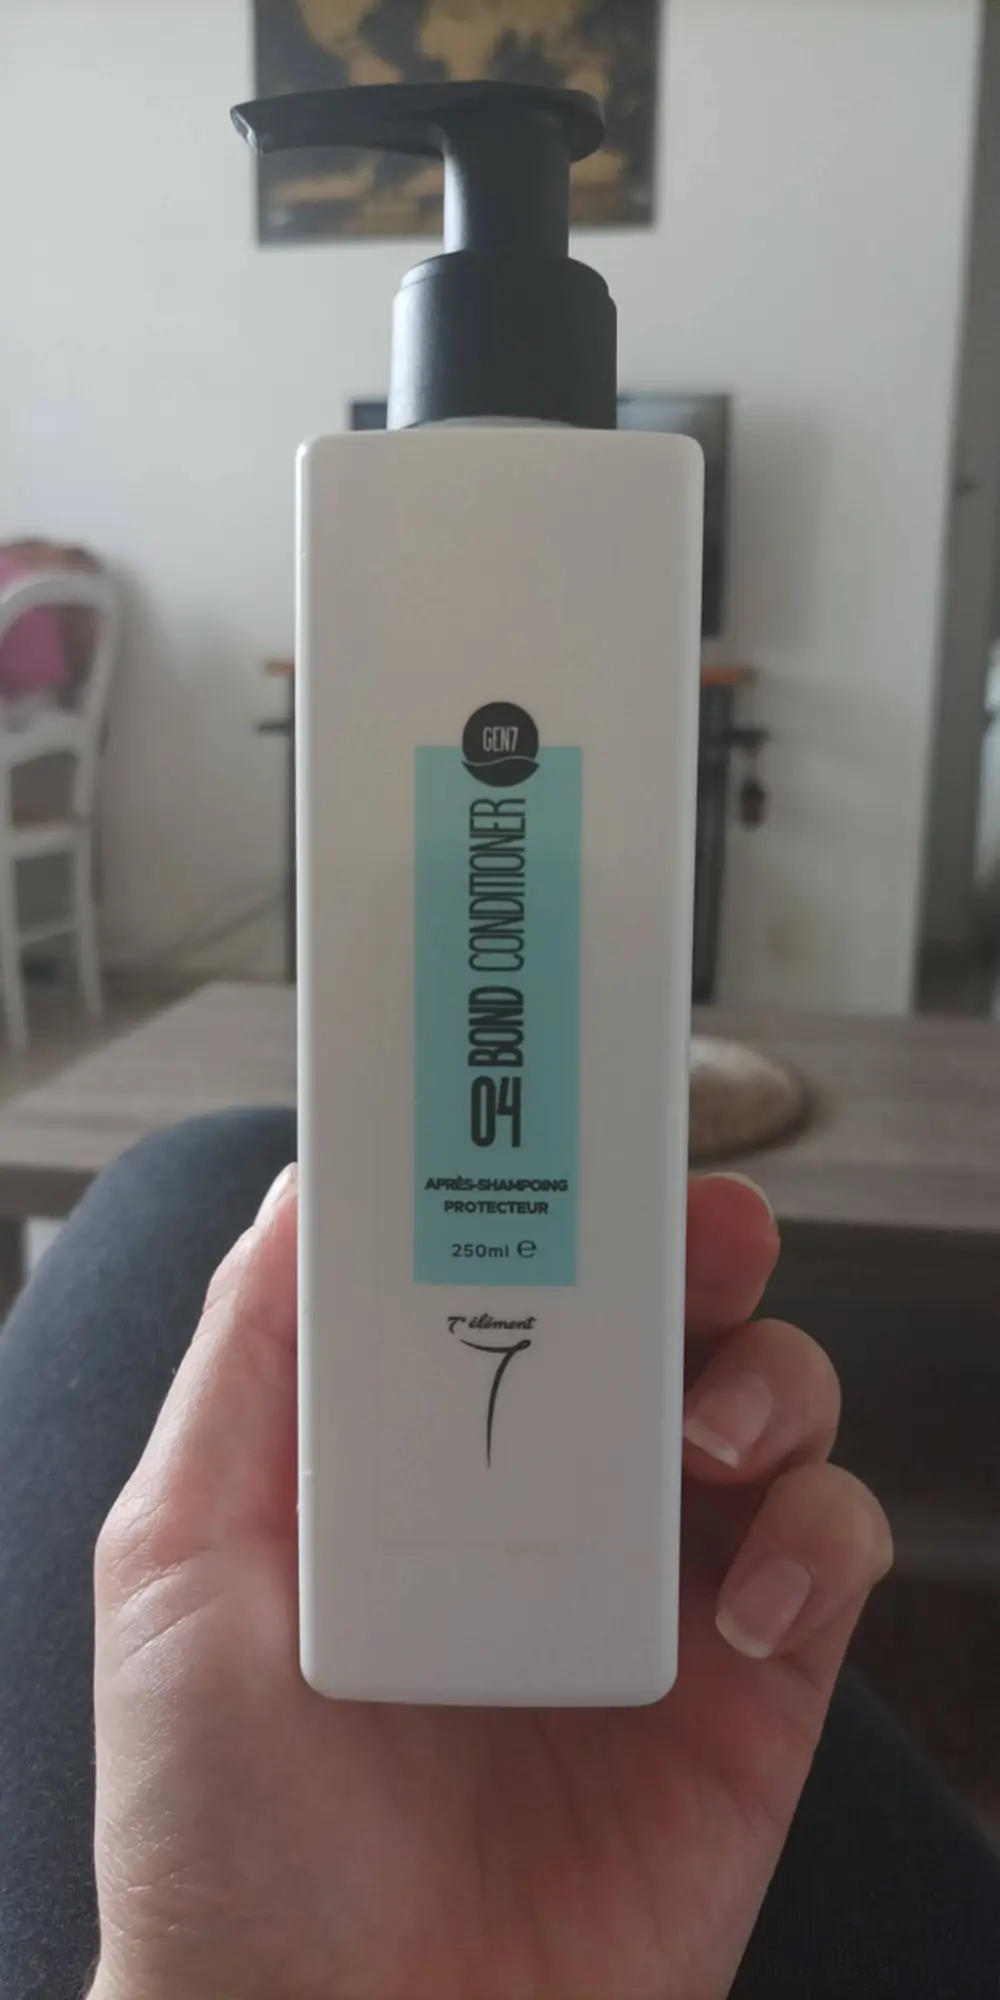 GEN7
04 BOND CONDITIONER
APRÈS-SHAMPOING
PROTECTEUR
250ml ℮
7e élément
7